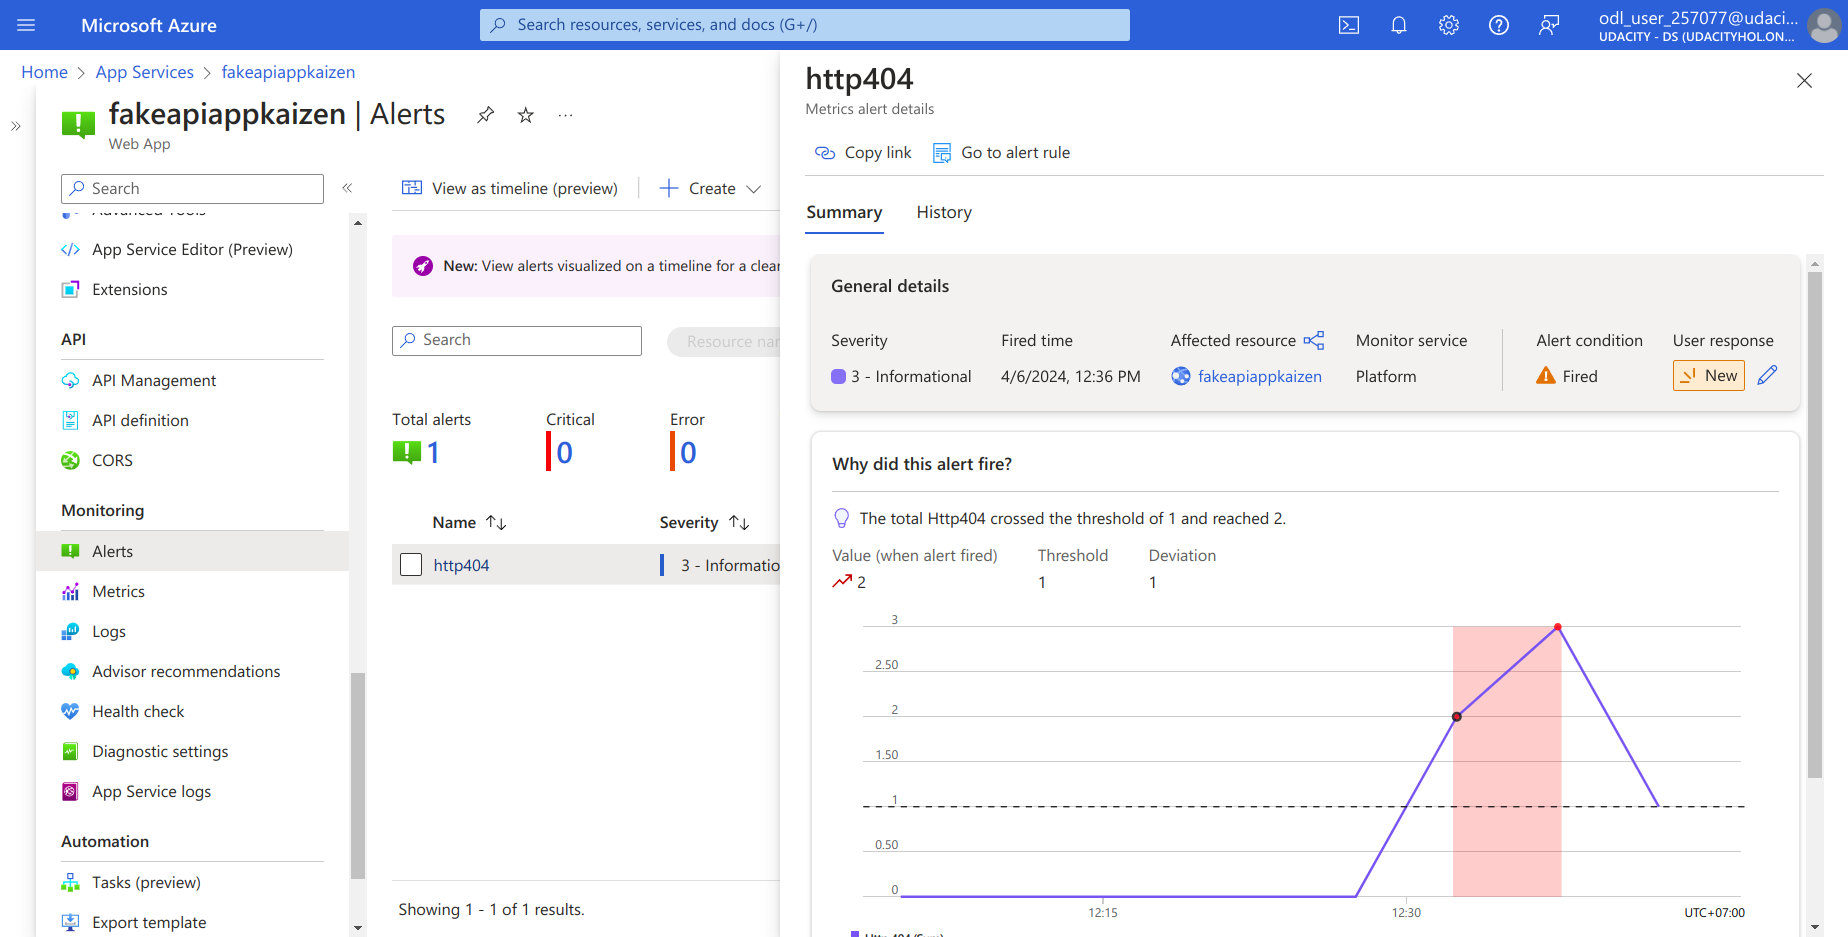 Microsoft Azure
Search resources, services, and docs (G+/)
odl_user_257077@udaci...
UDACITY - DS (UDACITYHOL.ON...
Home > App Services > fakeapiappkaizen
fakeapiappkaizen | Alerts
Web App
Search
Advanced Tools
App Service Editor (Preview)
Extensions
API
API Management
API definition
CORS
Monitoring
Alerts
Metrics
Logs
Advisor recommendations
Health check
Diagnostic settings
App Service logs
Automation
Tasks (preview)
Export template
View as timeline (preview)
Create
New: View alerts visualized on a timeline for a clear
Search
Resource nam
Total alerts
1
Critical
0
Error
0
Name
Severity
http404
3 - Informatio
Showing 1 - 1 of 1 results.
http404
Metrics alert details
Copy link
Go to alert rule
Summary
History
General details
Severity
3 - Informational
Fired time
4/6/2024, 12:36 PM
Affected resource
fakeapiappkaizen
Monitor service
Platform
Alert condition
Fired
User response
New
Why did this alert fire?
The total Http404 crossed the threshold of 1 and reached 2.
Value (when alert fired)
2
Threshold
1
Deviation
1
3
2.50
2
1.50
1
0.50
0
12:15
12:30
UTC+07:00